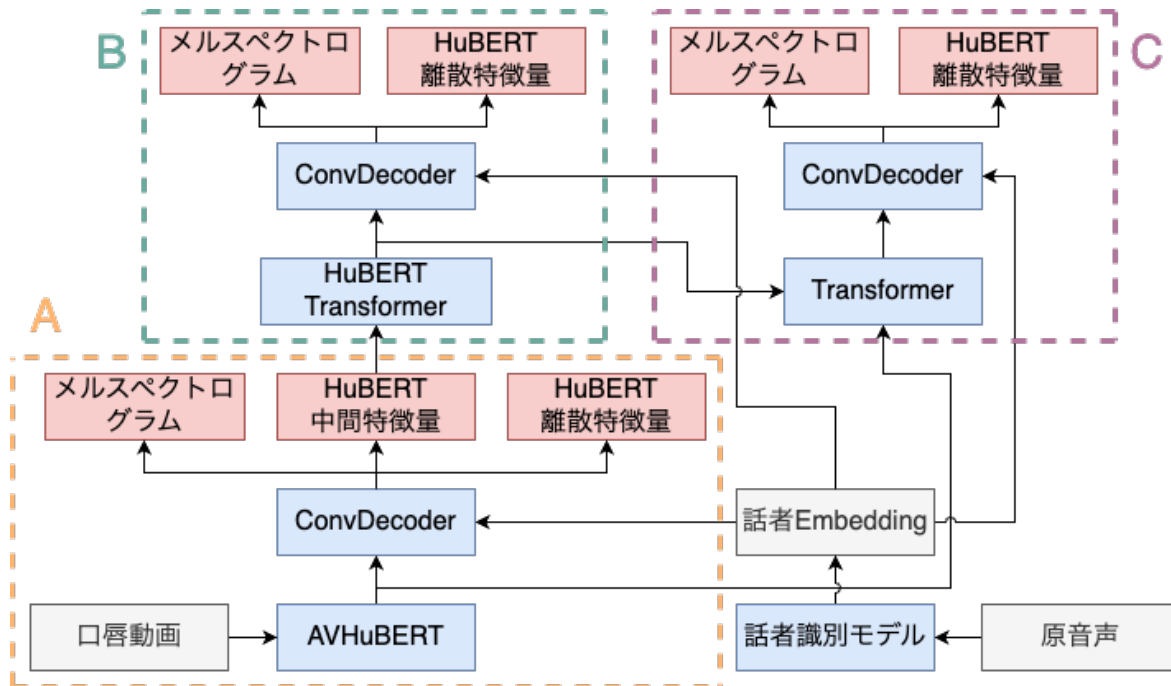 B
メルスペクトロ
グラム
HuBERT
離散特徴量
ConvDecoder
HuBERT
Transformer
C
メルスペクトロ
グラム
HuBERT
離散特徴量
ConvDecoder
Transformer
A
メルスペクトロ
グラム
HuBERT
中間特徴量
HuBERT
離散特徴量
ConvDecoder
話者Embedding
口唇動画
AVHuBERT
話者識別モデル
原音声